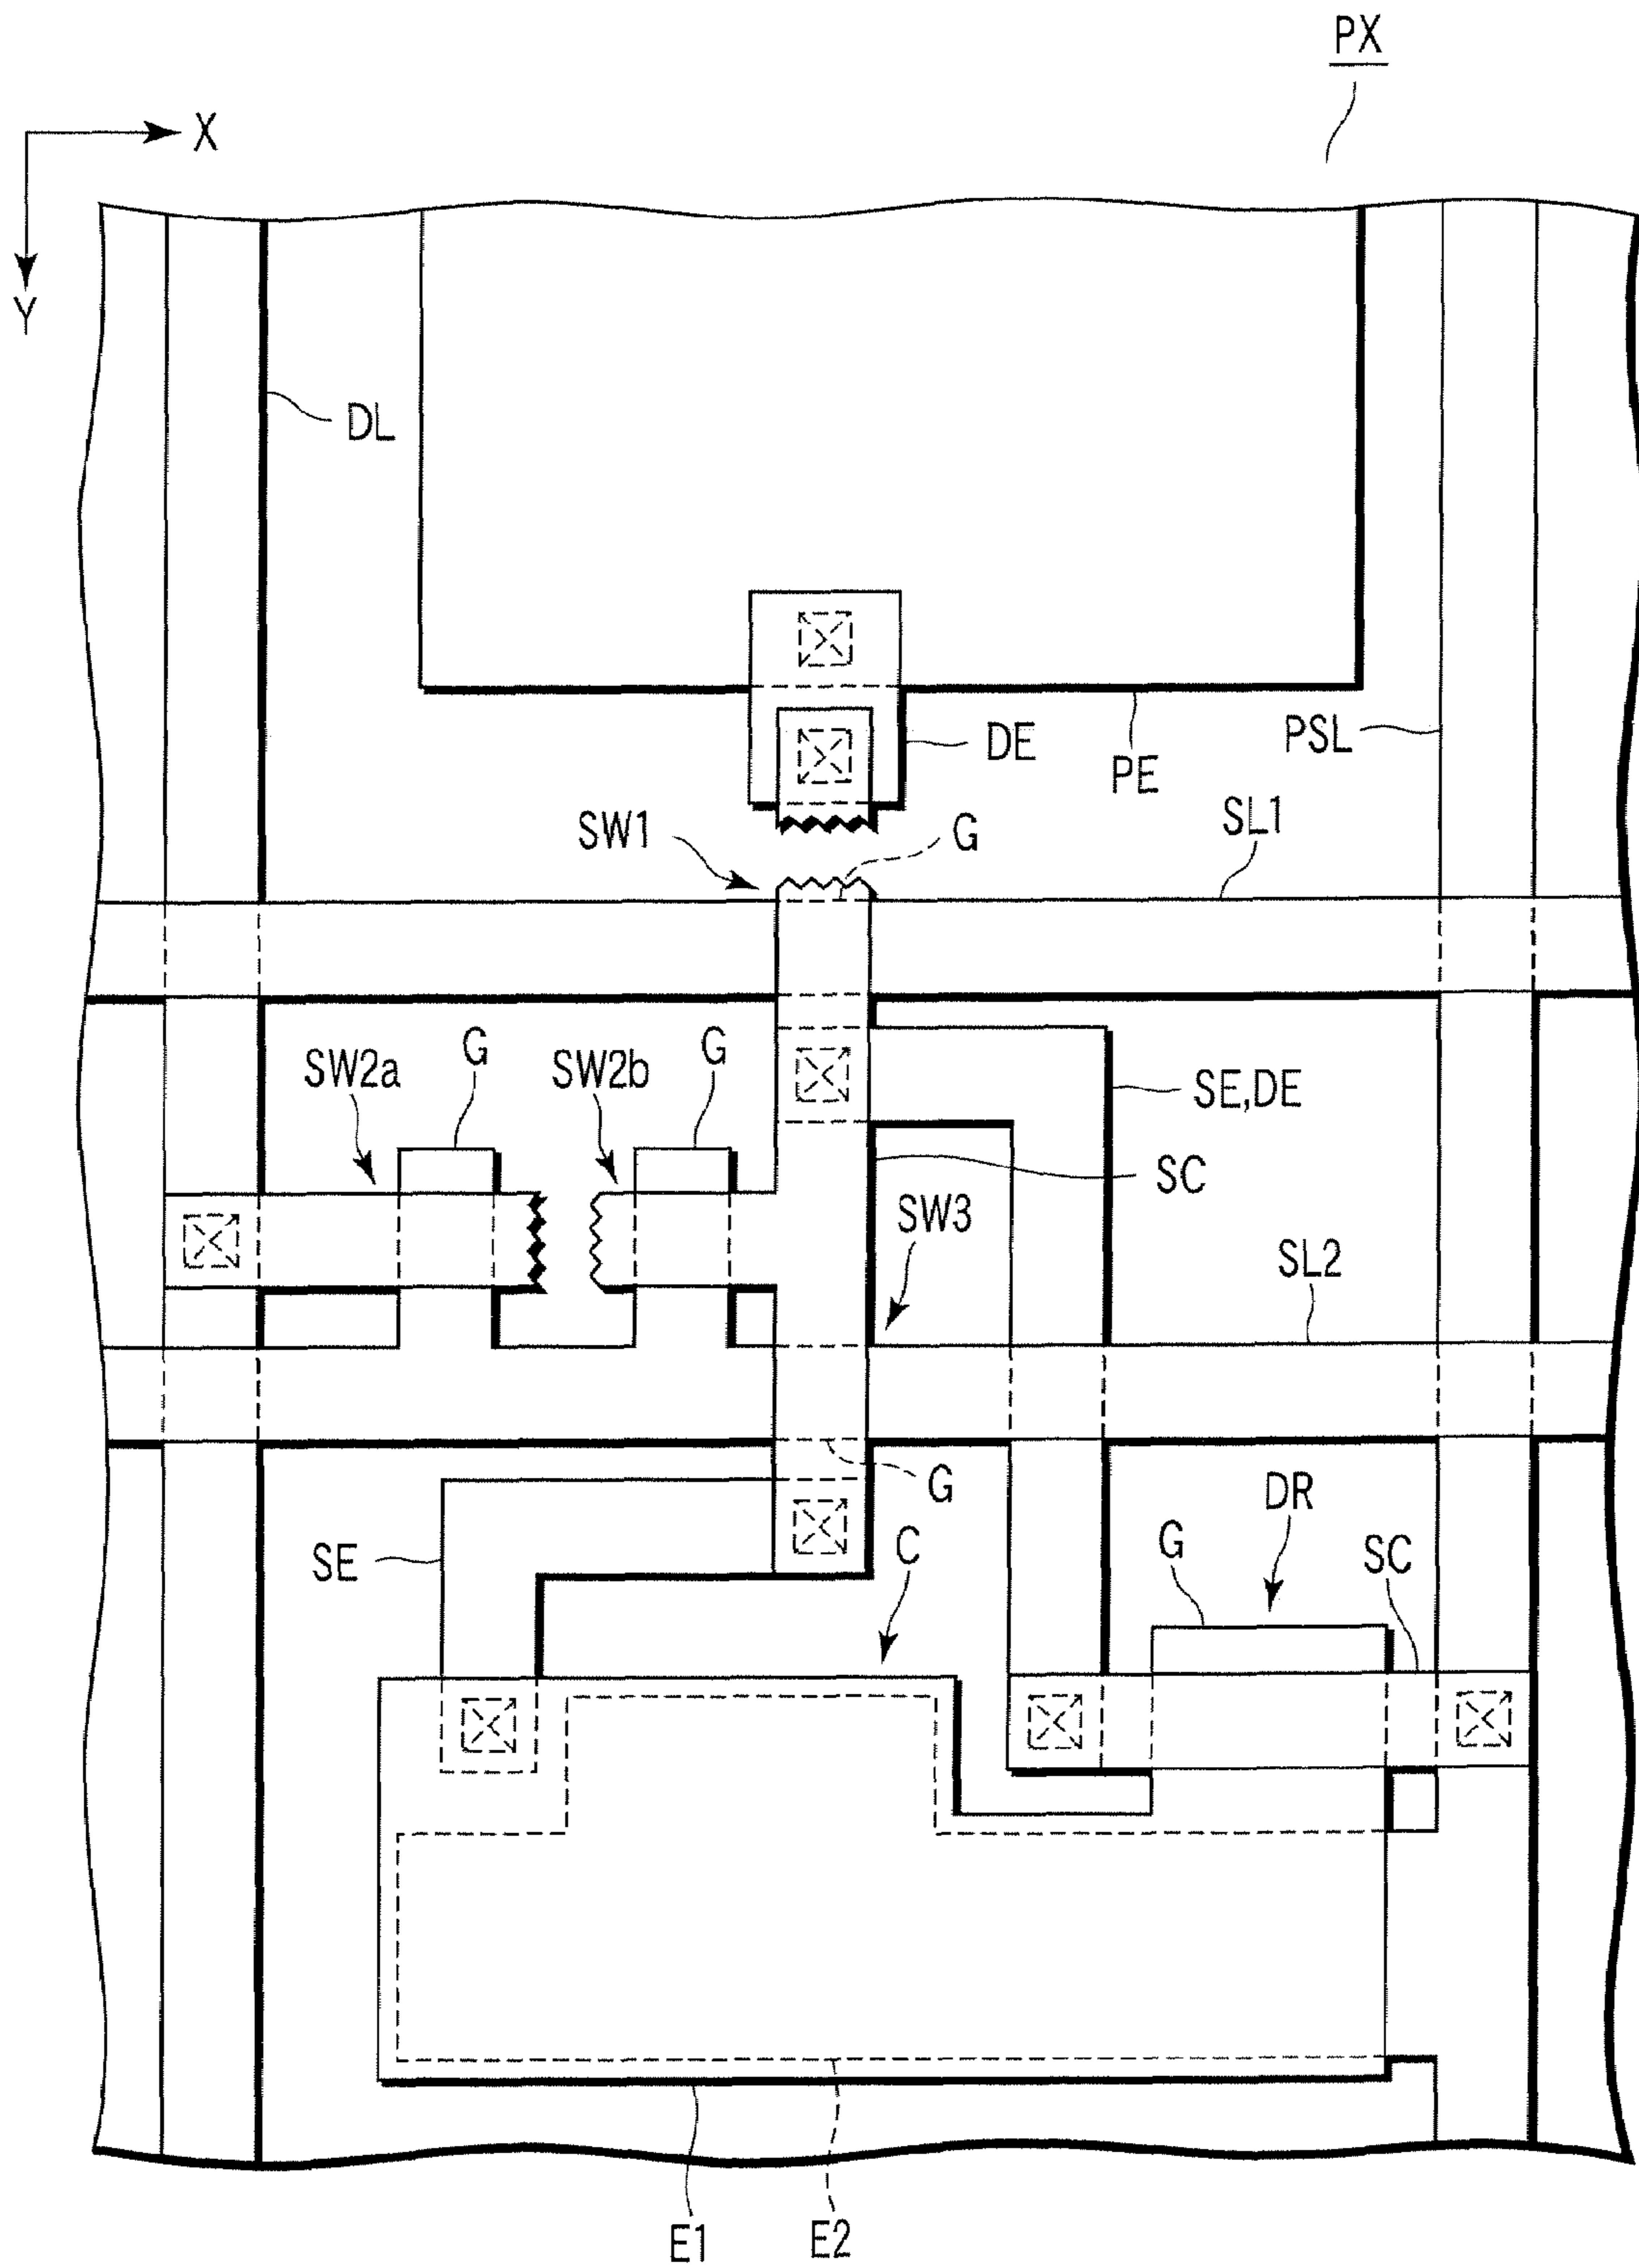 PX
X
Y
DL
DE
PE
PSL
SW1
G
SL1
SW2a
G
SW2b
G
SE,DE
SC
SW3
SL2
G
SE
C
DR
G
SC
E1
E2